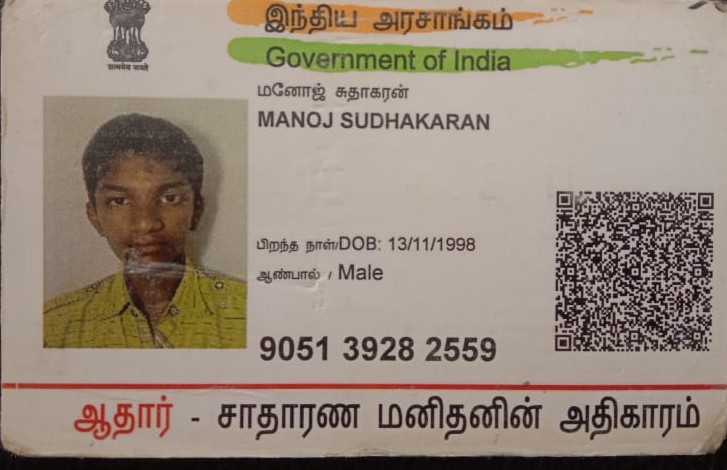 இந்திய அரசாங்கம்
Government of India
सत्यमेव जयते
மனோஜ் சுதாகரன்
MANOJ SUDHAKARAN
பிறந்த நாள்/DOB: 13/11/1998
ஆண்பால் / Male
9051 3928 2559
ஆதார் - சாதாரண மனிதனின் அதிகாரம்